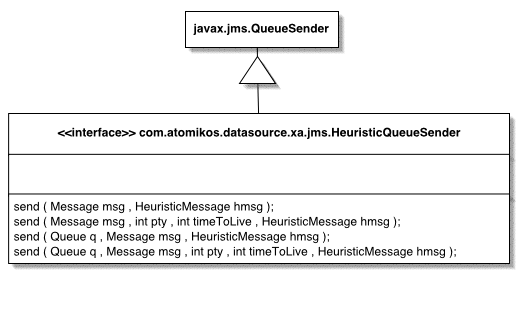 javax.jms.QueueSender
<<interface>> com.atomikos.datasource.xa.jms.HeuristicQueueSender
send ( Message msg , HeuristicMessage hmsg );
send ( Message msg , int pty , int timeToLive , HeuristicMessage hmsg );
send ( Queue q , Message msg , HeuristicMessage hmsg );
send ( Queue q , Message msg , int pty , int timeToLive , HeuristicMessage hmsg );